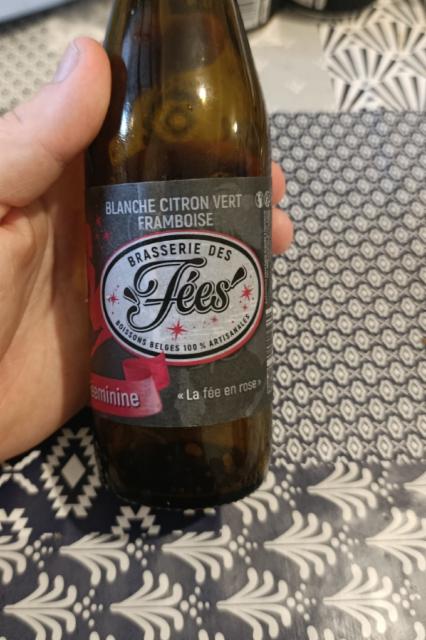 BLANCHE CITRON VERT
FRAMBOISE
BRASSERIE DES
Fées
BOISSONS BELGES 100 % ARTISANALES
eminine
« La fée en rose »